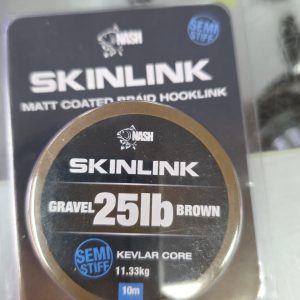 NASH
SEMI
STIFF
SKINLINK
MATT COATED BRAID HOOKLINK
NASH
SKINLINK
GRAVEL 25lb BROWN
SEMI
STIFF
KEVLAR CORE
11.33kg
10m